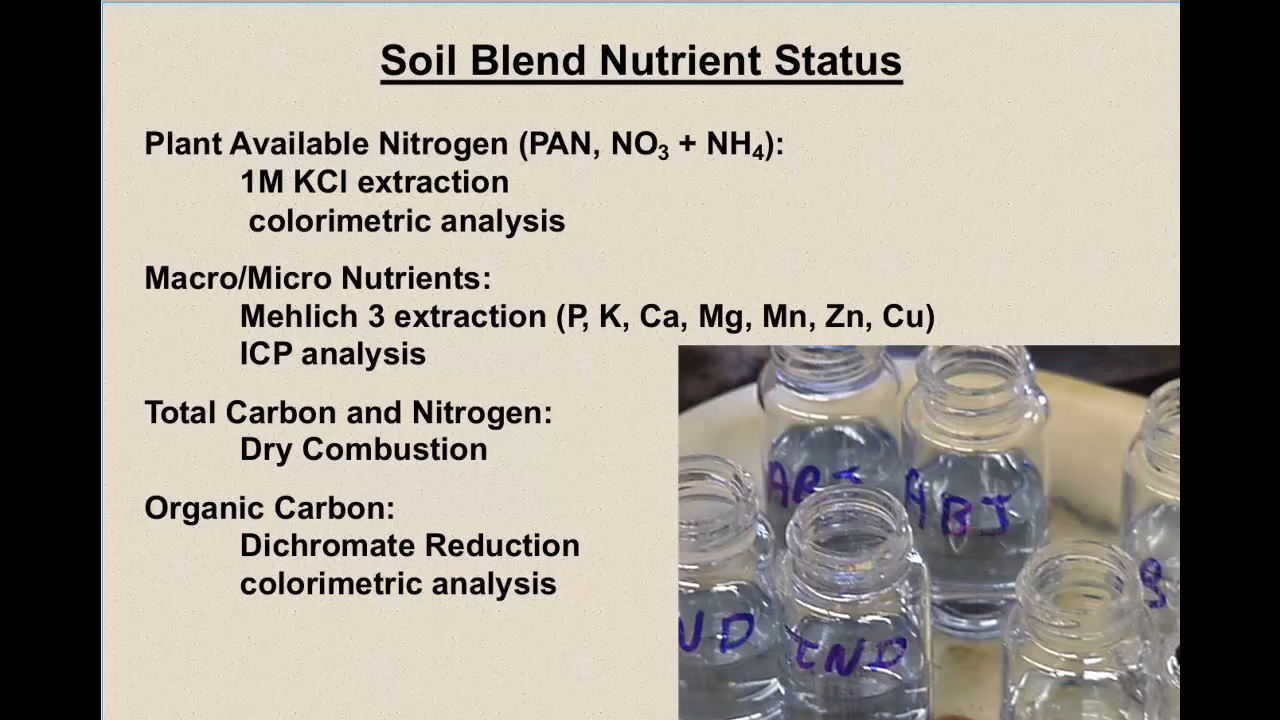 Soil Blend Nutrient Status
Plant Available Nitrogen (PAN, NO₃ + NH₄):
1M KCl extraction
colorimetric analysis
Macro/Micro Nutrients:
Mehlich 3 extraction (P, K, Ca, Mg, Mn, Zn, Cu)
ICP analysis
Total Carbon and Nitrogen:
Dry Combustion
Organic Carbon:
Dichromate Reduction
colorimetric analysis
ABJ
ND